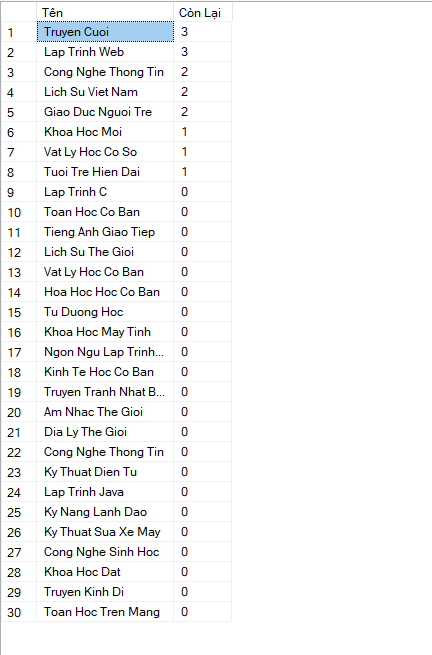 Tên Còn Lại
1 Truyen Cuoi 3
2 Lap Trinh Web 3
3 Cong Nghe Thong Tin 2
4 Lich Su Viet Nam 2
5 Giao Duc Nguoi Tre 2
6 Khoa Hoc Moi 1
7 Vat Ly Hoc Co So 1
8 Tuoi Tre Hien Dai 1
9 Lap Trinh C 0
10 Toan Hoc Co Ban 0
11 Tieng Anh Giao Tiep 0
12 Lich Su The Gioi 0
13 Vat Ly Hoc Co Ban 0
14 Hoa Hoc Hoc Co Ban 0
15 Tu Duong Hoc 0
16 Khoa Hoc May Tinh 0
17 Ngon Ngu Lap Trinh... 0
18 Kinh Te Hoc Co Ban 0
19 Truyen Tranh Nhat B... 0
20 Am Nhac The Gioi 0
21 Dia Ly The Gioi 0
22 Cong Nghe Thong Tin 0
23 Ky Thuat Dien Tu 0
24 Lap Trinh Java 0
25 Ky Nang Lanh Dao 0
26 Ky Thuat Sua Xe May 0
27 Cong Nghe Sinh Hoc 0
28 Khoa Hoc Dat 0
29 Truyen Kinh Di 0
30 Toan Hoc Tren Mang 0